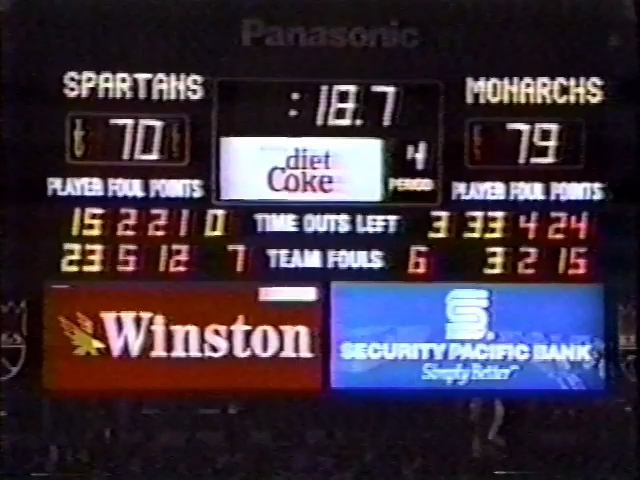 Panasonic
SPARTANS :18.7 MONARCHS
70 4 79
diet Coke PERIOD
PLAYER FOUL POINTS PLAYER FOUL POINTS
15 2 21 0 TIME OUTS LEFT 3 33 4 24
23 5 12 7 TEAM FOULS 6 3 2 15
Winston
S
SECURITY PACIFIC BANK
Simply Better